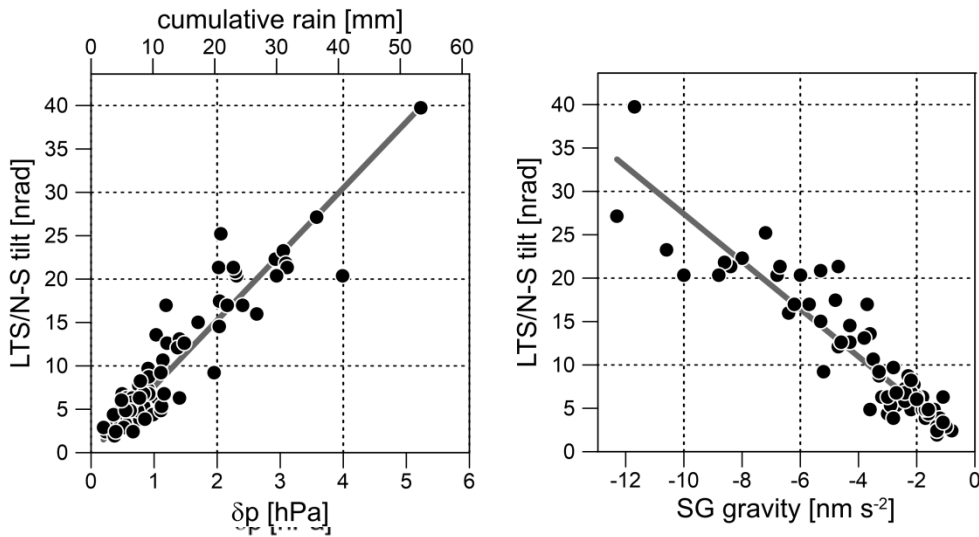 cumulative rain [mm]
0 10 20 30 40 50 60
LTS/N-S tilt [nrad]
40
35
30
25
20
15
10
5
0
0 1 2 3 4 5 6
δp [hPa]
LTS/N-S tilt [nrad]
40
35
30
25
20
15
10
5
0
-12 -10 -8 -6 -4 -2 0
SG gravity [nm s⁻²]